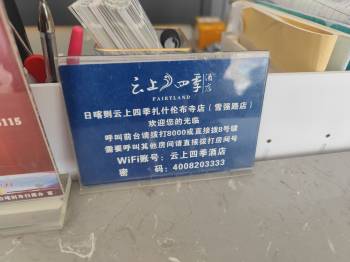 云上四季酒店
FAIRTLAND
日喀则云上四季扎什伦布寺店（雪强路店）
欢迎您的光临
呼叫前台请拨打8000或直接拨8号键
需要呼叫其他房间请直接拨打房间号
WiFi账号：云上四季酒店
密 码：4008203333
8115